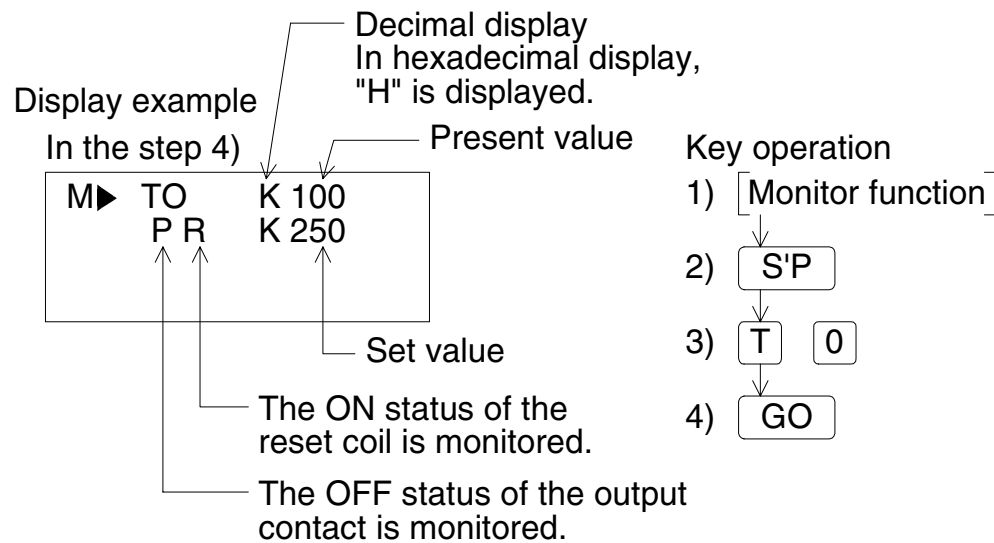 Decimal display
In hexadecimal display,
"H" is displayed.
Display example
In the step 4)
Present value
M▶ TO K 100
P R K 250
Set value
The ON status of the
reset coil is monitored.
The OFF status of the output
contact is monitored.
Key operation
1) Monitor function
2) S'P
3) T 0
4) GO